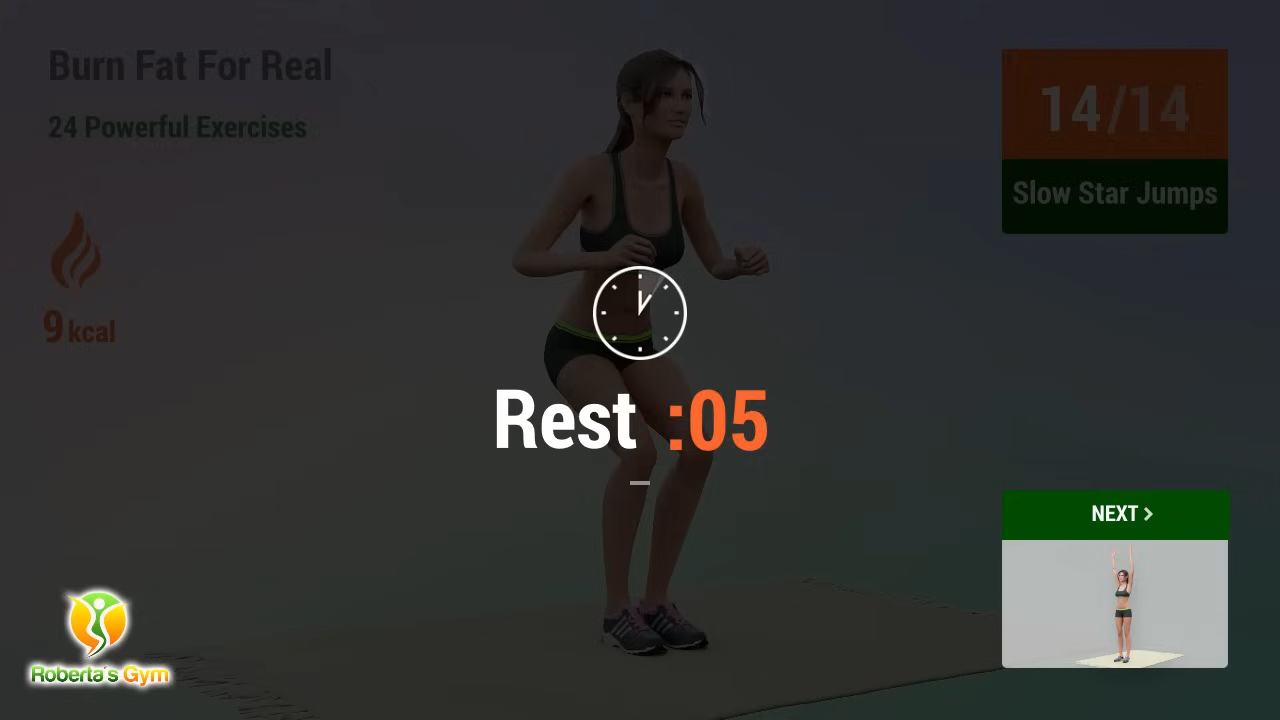 Burn Fat For Real
24 Powerful Exercises
9 kcal
14/14
Slow Star Jumps
Rest :05
NEXT >
Roberta's Gym